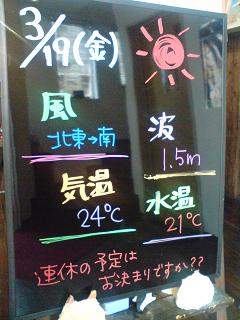 3/19(金)
風
北東→南
波
1.5m
気温
24℃
水温
21℃
連休の予定は
お決まりですか??